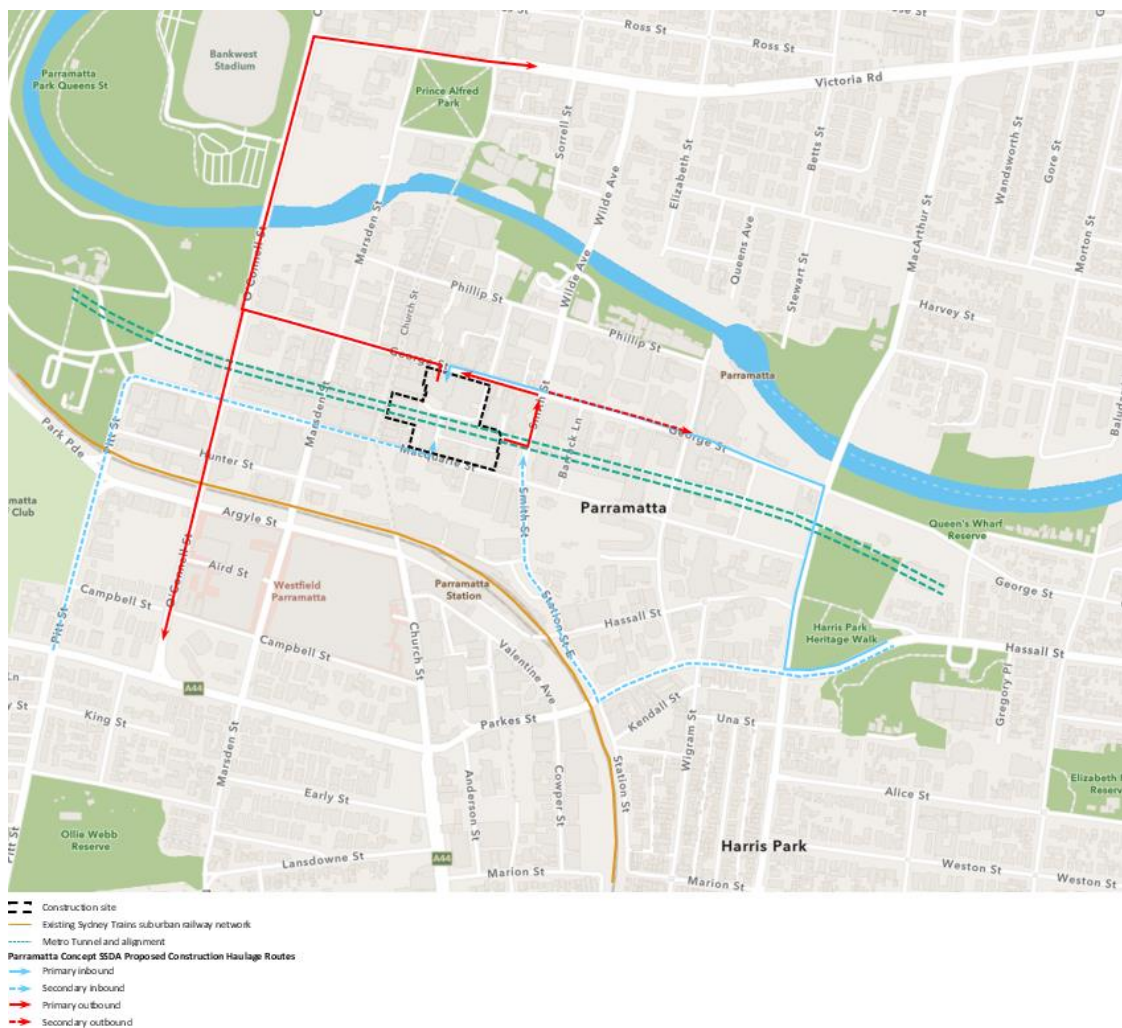 Ross St
Ross St
Bankwest
Stadium
Victoria Rd
Parramatta
Park Queens St
Prince Alfred
Park
Sorrell St
Wilde Ave
Elizabeth St
Betts St
Wandsworth St
Gore St
Marsden St
O'Connell St
Queens Ave
Stewart St
MacArthur St
Morton St
Phillip St
Church St
Wilde Ave
Phillip St
Harvey St
Parramatta
George St
Smith St
Barrack Ln
George St
Pitt St
Park Pde
Hunter St
Marsden St
Macquarie St
Smith St
Parramatta
Queen's Wharf
Reserve
George St
Argyle St
Aird St
O'Connell St
Westfield
Parramatta
Parramatta
Station
Station St E
Hassall St
Harris Park
Heritage Walk
Hassall St
Campbell St
Campbell St
Pitt St
Church St
Valentine Ave
Gregory Pl
A44
Parkes St
Kendall St
Una St
Wigram St
King St
Marsden St
Early St
Anderson St
Cowper St
Station St
Alice St
Ollie Webb
Reserve
Pitt St
Lansdowne St
A44
Marion St
Harris Park
Marion St
Weston St
Weston St
Construction site
Existing Sydney Trains suburban railway network
Metro Tunnel and alignment
Parramatta Concept SSDA Proposed Construction Haulage Routes
Primary inbound
Secondary inbound
Primary outbound
Secondary outbound